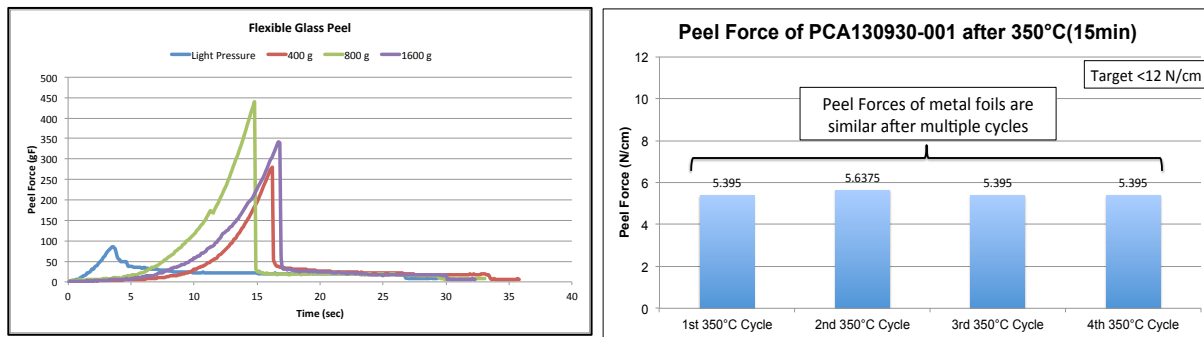 Flexible Glass Peel
Light Pressure 400 g 800 g 1600 g
500
450
400
350
300
250
200
150
100
50
0
Peel Force (gF)
0 5 10 15 20 25 30 35 40
Time (sec)
Peel Force of PCA130930-001 after 350°C(15min)
Target <12 N/cm
Peel Forces of metal foils are
similar after multiple cycles
12
10
8
6
4
2
0
Peel Force (N/cm)
5.395 5.6375 5.395 5.395
1st 350°C Cycle 2nd 350°C Cycle 3rd 350°C Cycle 4th 350°C Cycle